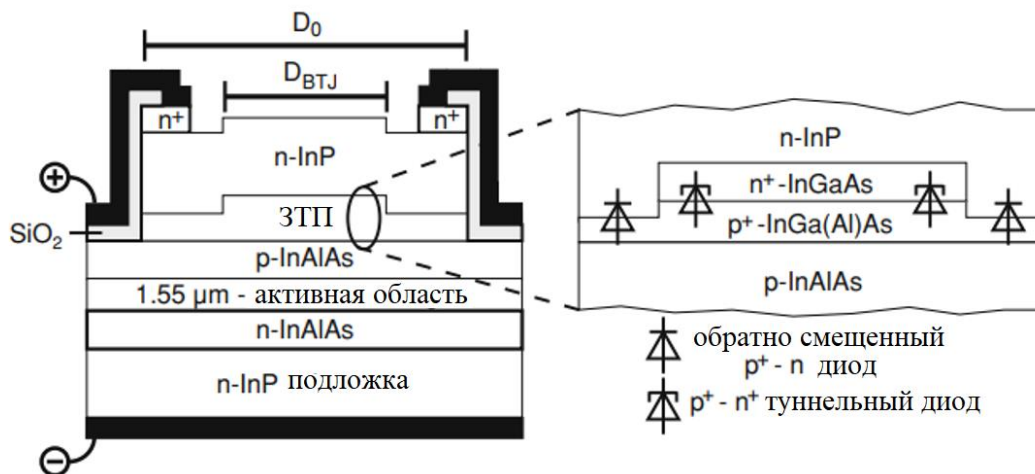 D₀
D_BTJ
n⁺
n⁺
n-InP
⊕
SiO₂
ЗТП
p-InAlAs
1.55 µm - активная область
n-InAlAs
n-InP подложка
⊖
n-InP
n⁺-InGaAs
p⁺-InGa(Al)As
p-InAlAs
обратно смещенный
p⁺ - n диод
p⁺ - n⁺ туннельный диод